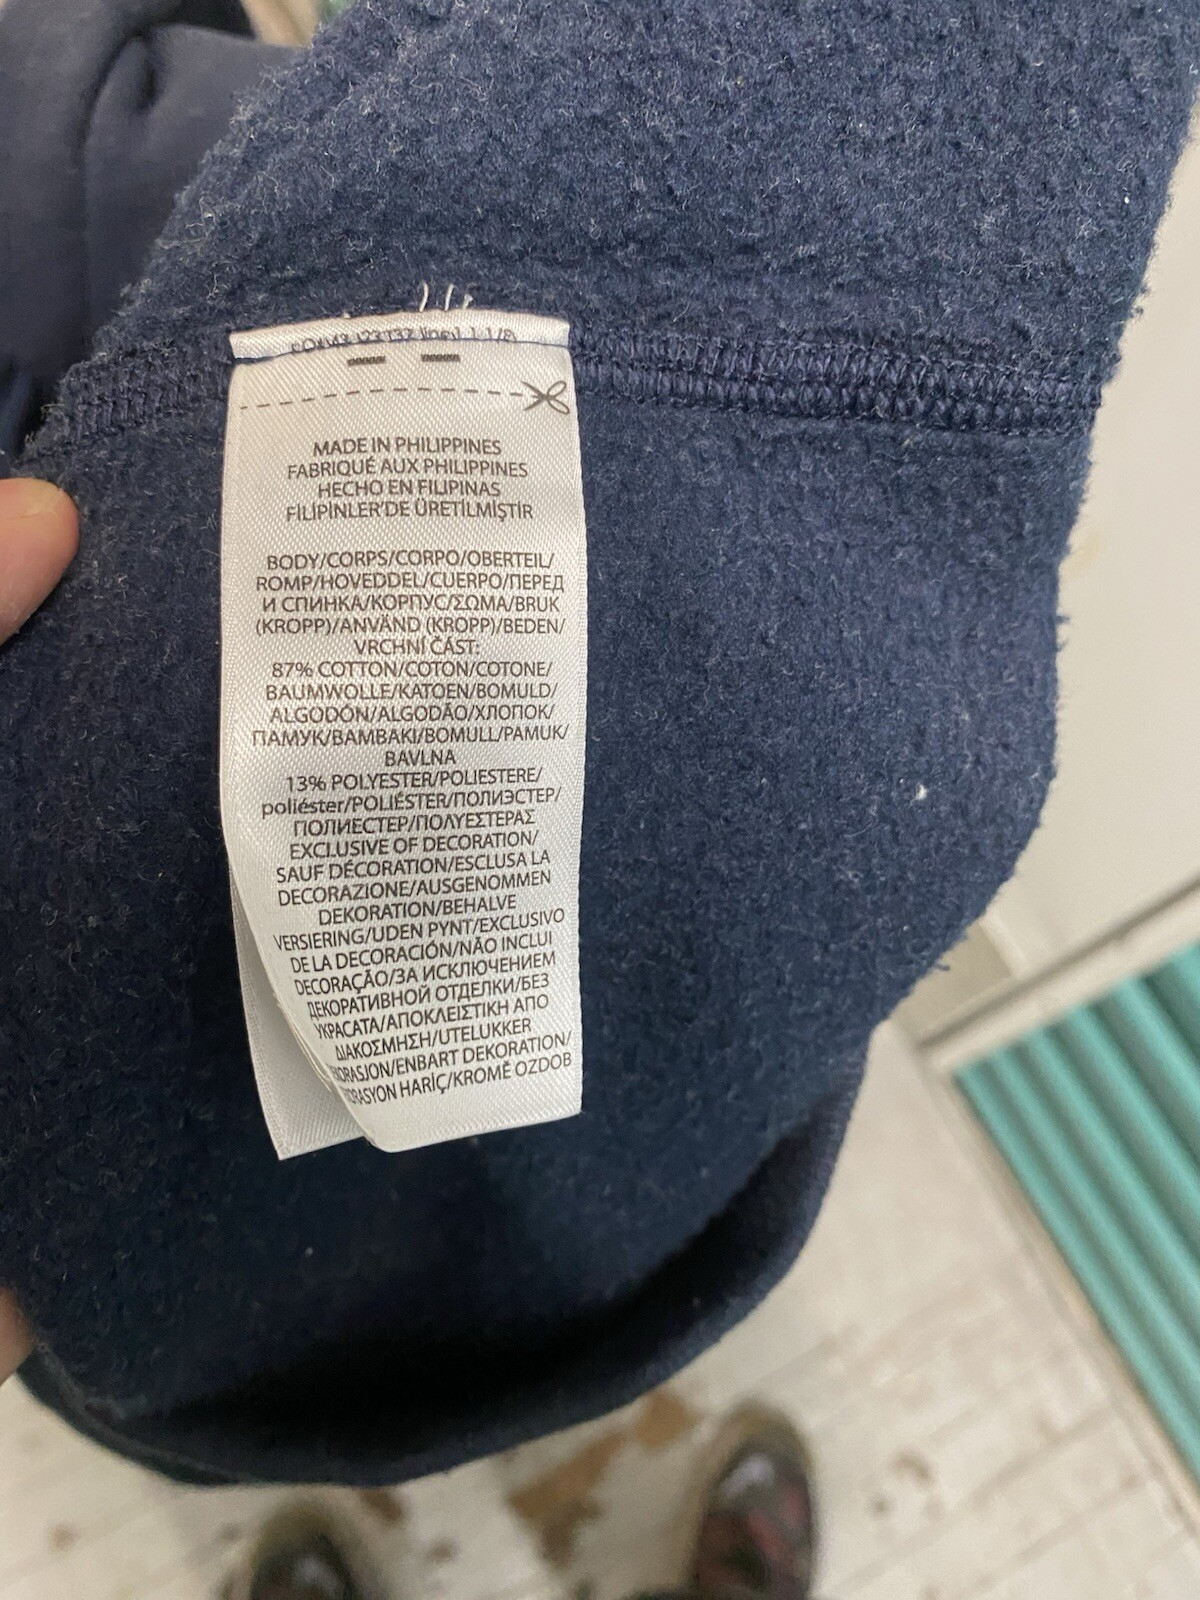 MADE IN PHILIPPINES
FABRIQUÉ AUX PHILIPPINES
HECHO EN FILIPINAS
FİLİPİNLER'DE ÜRETİLMİŞTİR
BODY/CORPS/CORPO/OBERTEIL/
ROMP/HOVEDDEL/CUERPO/ПЕРЕД
И СПИНКА/КОРПУС/ΣΩΜΑ/BRUK
(KROPP)/ANVÄND (KROPP)/BEDEN/
VRCHNÍ ČÁST:
87% COTTON/COTON/COTONE/
BAUMWOLLE/KATOEN/BOMULD/
ALGODÓN/ALGODÃO/ХЛОПОК/
ПАМУК/BAMBAKI/BOMULL/PAMUK/
BAVLNA
13% POLYESTER/POLIESTERE/
poliéster/POLIÉSTER/ПОЛИЭСТЕР/
ПОЛИЕСТЕР/ΠΟΛΥΕΣΤΕΡΑΣ
EXCLUSIVE OF DECORATION/
SAUF DÉCORATION/ESCLUSA LA
DECORAZIONE/AUSGENOMMEN
DEKORATION/BEHALVE
VERSIERING/UDEN PYNT/EXCLUSIVO
DE LA DECORACIÓN/NÃO INCLUI
DECORAÇÃO/ЗА ИСКЛЮЧЕНИЕМ
ДЕКОРАТИВНОЙ ОТДЕЛКИ/БЕЗ
УКРАСАТА/ΑΠΟΚΛΕΙΣΤΙΚΗ ΑΠΟ
ΔΙΑΚΟΣΜΗΣΗ/UTELUKKER
/ENBART DEKORATION/
HARİÇ/KROMĚ OZDOB